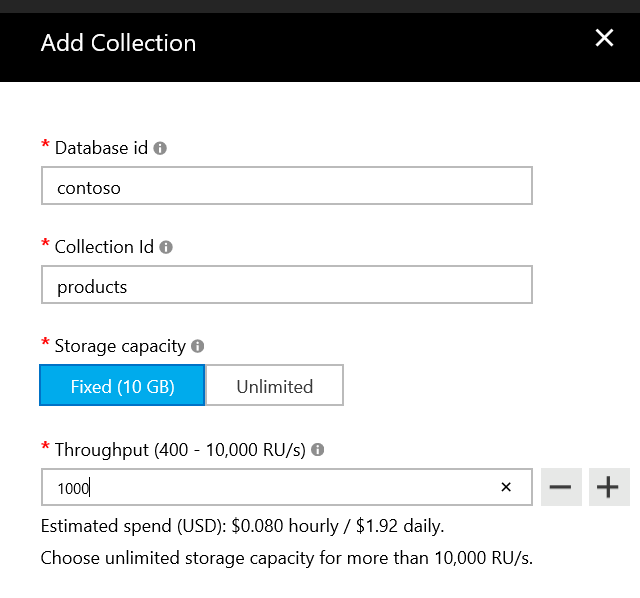 Add Collection
* Database id
contoso
* Collection Id
products
* Storage capacity
Fixed (10 GB) Unlimited
* Throughput (400 - 10,000 RU/s)
1000
Estimated spend (USD): $0.080 hourly / $1.92 daily.
Choose unlimited storage capacity for more than 10,000 RU/s.